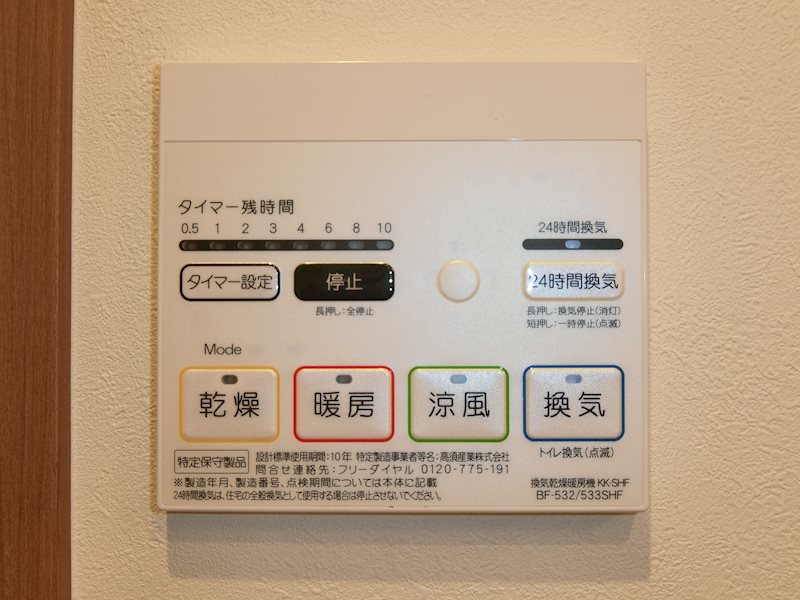 タイマー残時間
0.5 1 2 3 4 6 8 10
24時間換気
タイマー設定
停止
24時間換気
長押し:全停止
長押し:換気停止(消灯)
短押し:一時停止(点滅)
Mode
乾燥
暖房
涼風
換気
トイレ換気(点滅)
特定保守製品
設計標準使用期間:10年 特定製造事業者等名:高須産業株式会社
問合せ連絡先:フリーダイヤル 0120-775-191
※製造年月、製造番号、点検期間については本体に記載
24時間換気は、住宅の全般換気として使用する場合は停止させないでください。
換気乾燥暖房機 KK-SHF
BF-532/533SHF